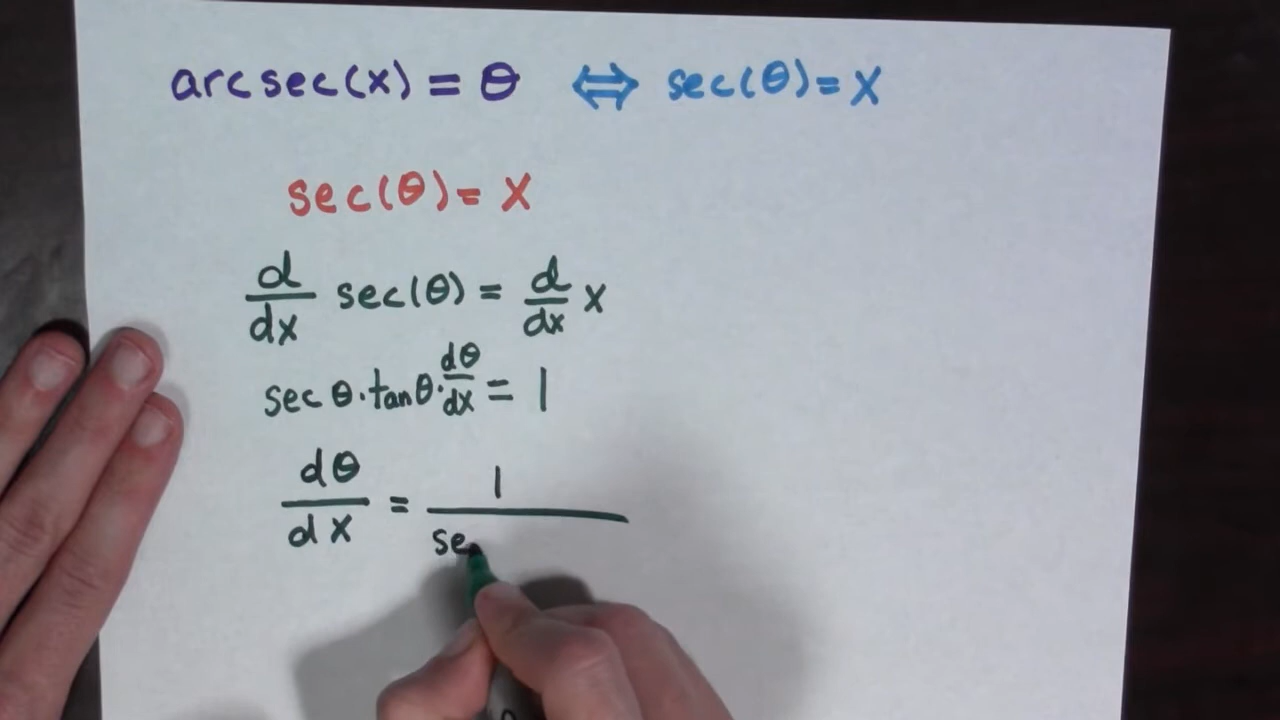 arcsec(x) = θ ⇔ sec(θ) = x
sec(θ) = x
d/dx sec(θ) = d/dx x
sec θ · tan θ · dθ/dx = 1
dθ/dx = 1/se